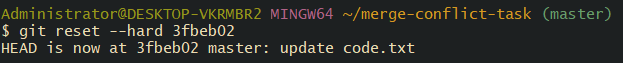 Administrator@DESKTOP-VKRMBR2 MINGW64 ~/merge-conflict-task (master)
$ git reset --hard 3fbeb02
HEAD is now at 3fbeb02 master: update code.txt